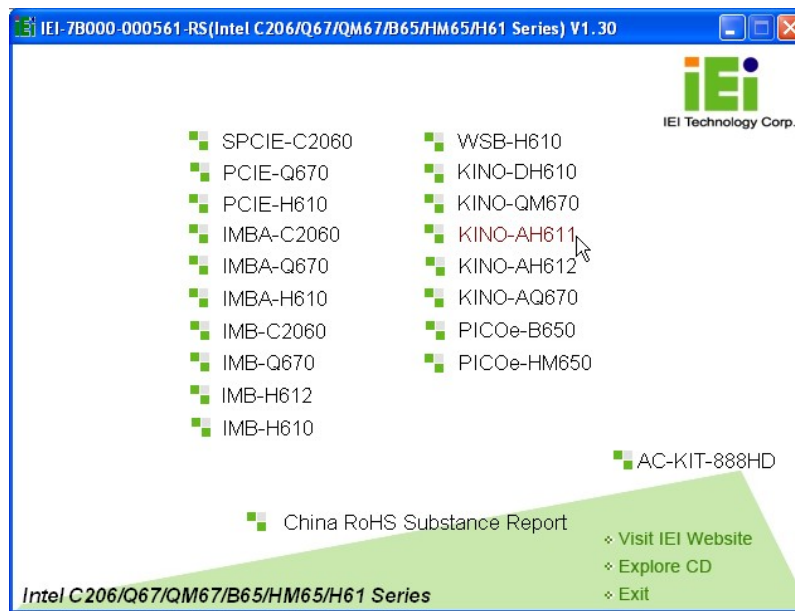 IEI-7B000-000561-RS(Intel C206/Q67/QM67/B65/HM65/H61 Series) V1.30
iEi
IEI Technology Corp.
SPCIE-C2060
PCIE-Q670
PCIE-H610
IMBA-C2060
IMBA-Q670
IMBA-H610
IMB-C2060
IMB-Q670
IMB-H612
IMB-H610
WSB-H610
KINO-DH610
KINO-QM670
KINO-AH611
KINO-AH612
KINO-AQ670
PICOe-B650
PICOe-HM650
AC-KIT-888HD
China RoHS Substance Report
Visit IEI Website
Explore CD
Exit
Intel C206/Q67/QM67/B65/HM65/H61 Series